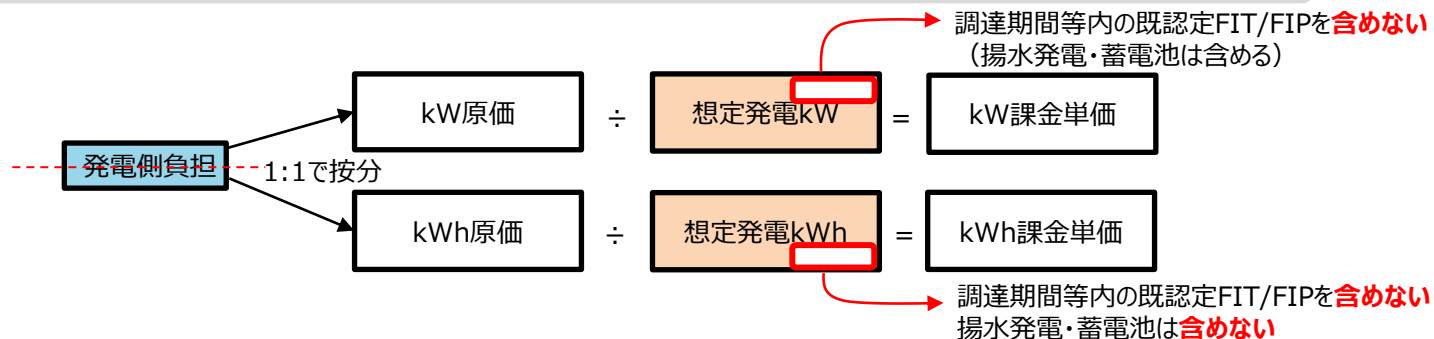 調達期間等内の既認定FIT/FIPを含めない
（揚水発電・蓄電池は含める）
kW原価 ÷ 想定発電kW = kW課金単価
発電側負担 1:1で按分
kWh原価 ÷ 想定発電kWh = kWh課金単価
調達期間等内の既認定FIT/FIPを含めない
揚水発電・蓄電池は含めない